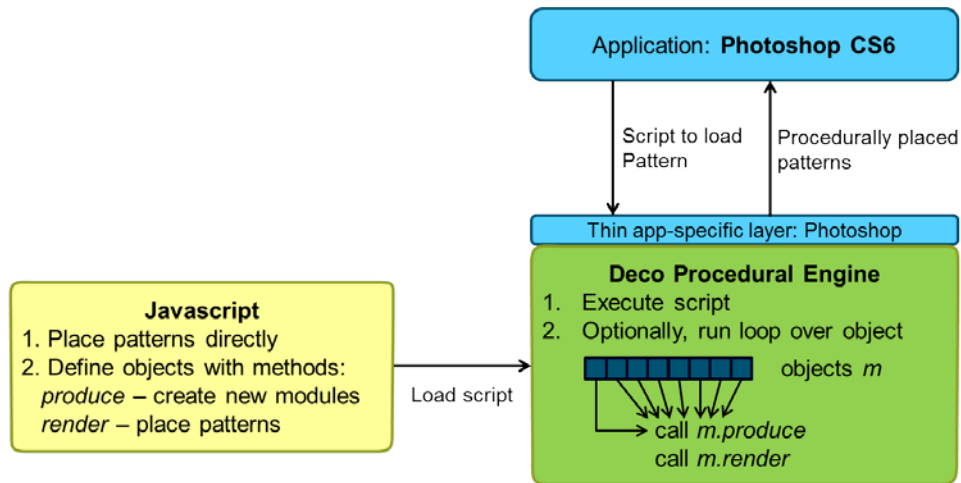 Application: Photoshop CS6
Script to load
Pattern
Procedurally placed
patterns
Thin app-specific layer: Photoshop
Deco Procedural Engine
1. Execute script
2. Optionally, run loop over object
objects m
call m.produce
call m.render
Javascript
1. Place patterns directly
2. Define objects with methods:
produce – create new modules
render – place patterns
Load script